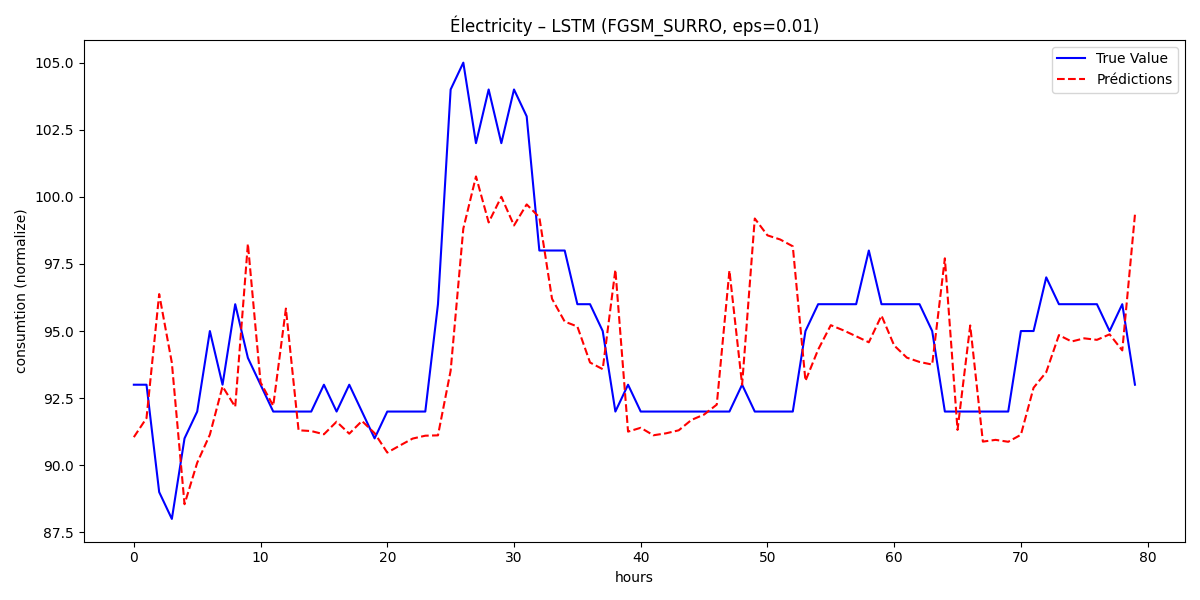 Électricity – LSTM (FGSM_SURRO, eps=0.01)
True Value
Prédictions
consumtion (normalize)
105.0
102.5
100.0
97.5
95.0
92.5
90.0
87.5
0 10 20 30 40 50 60 70 80
hours